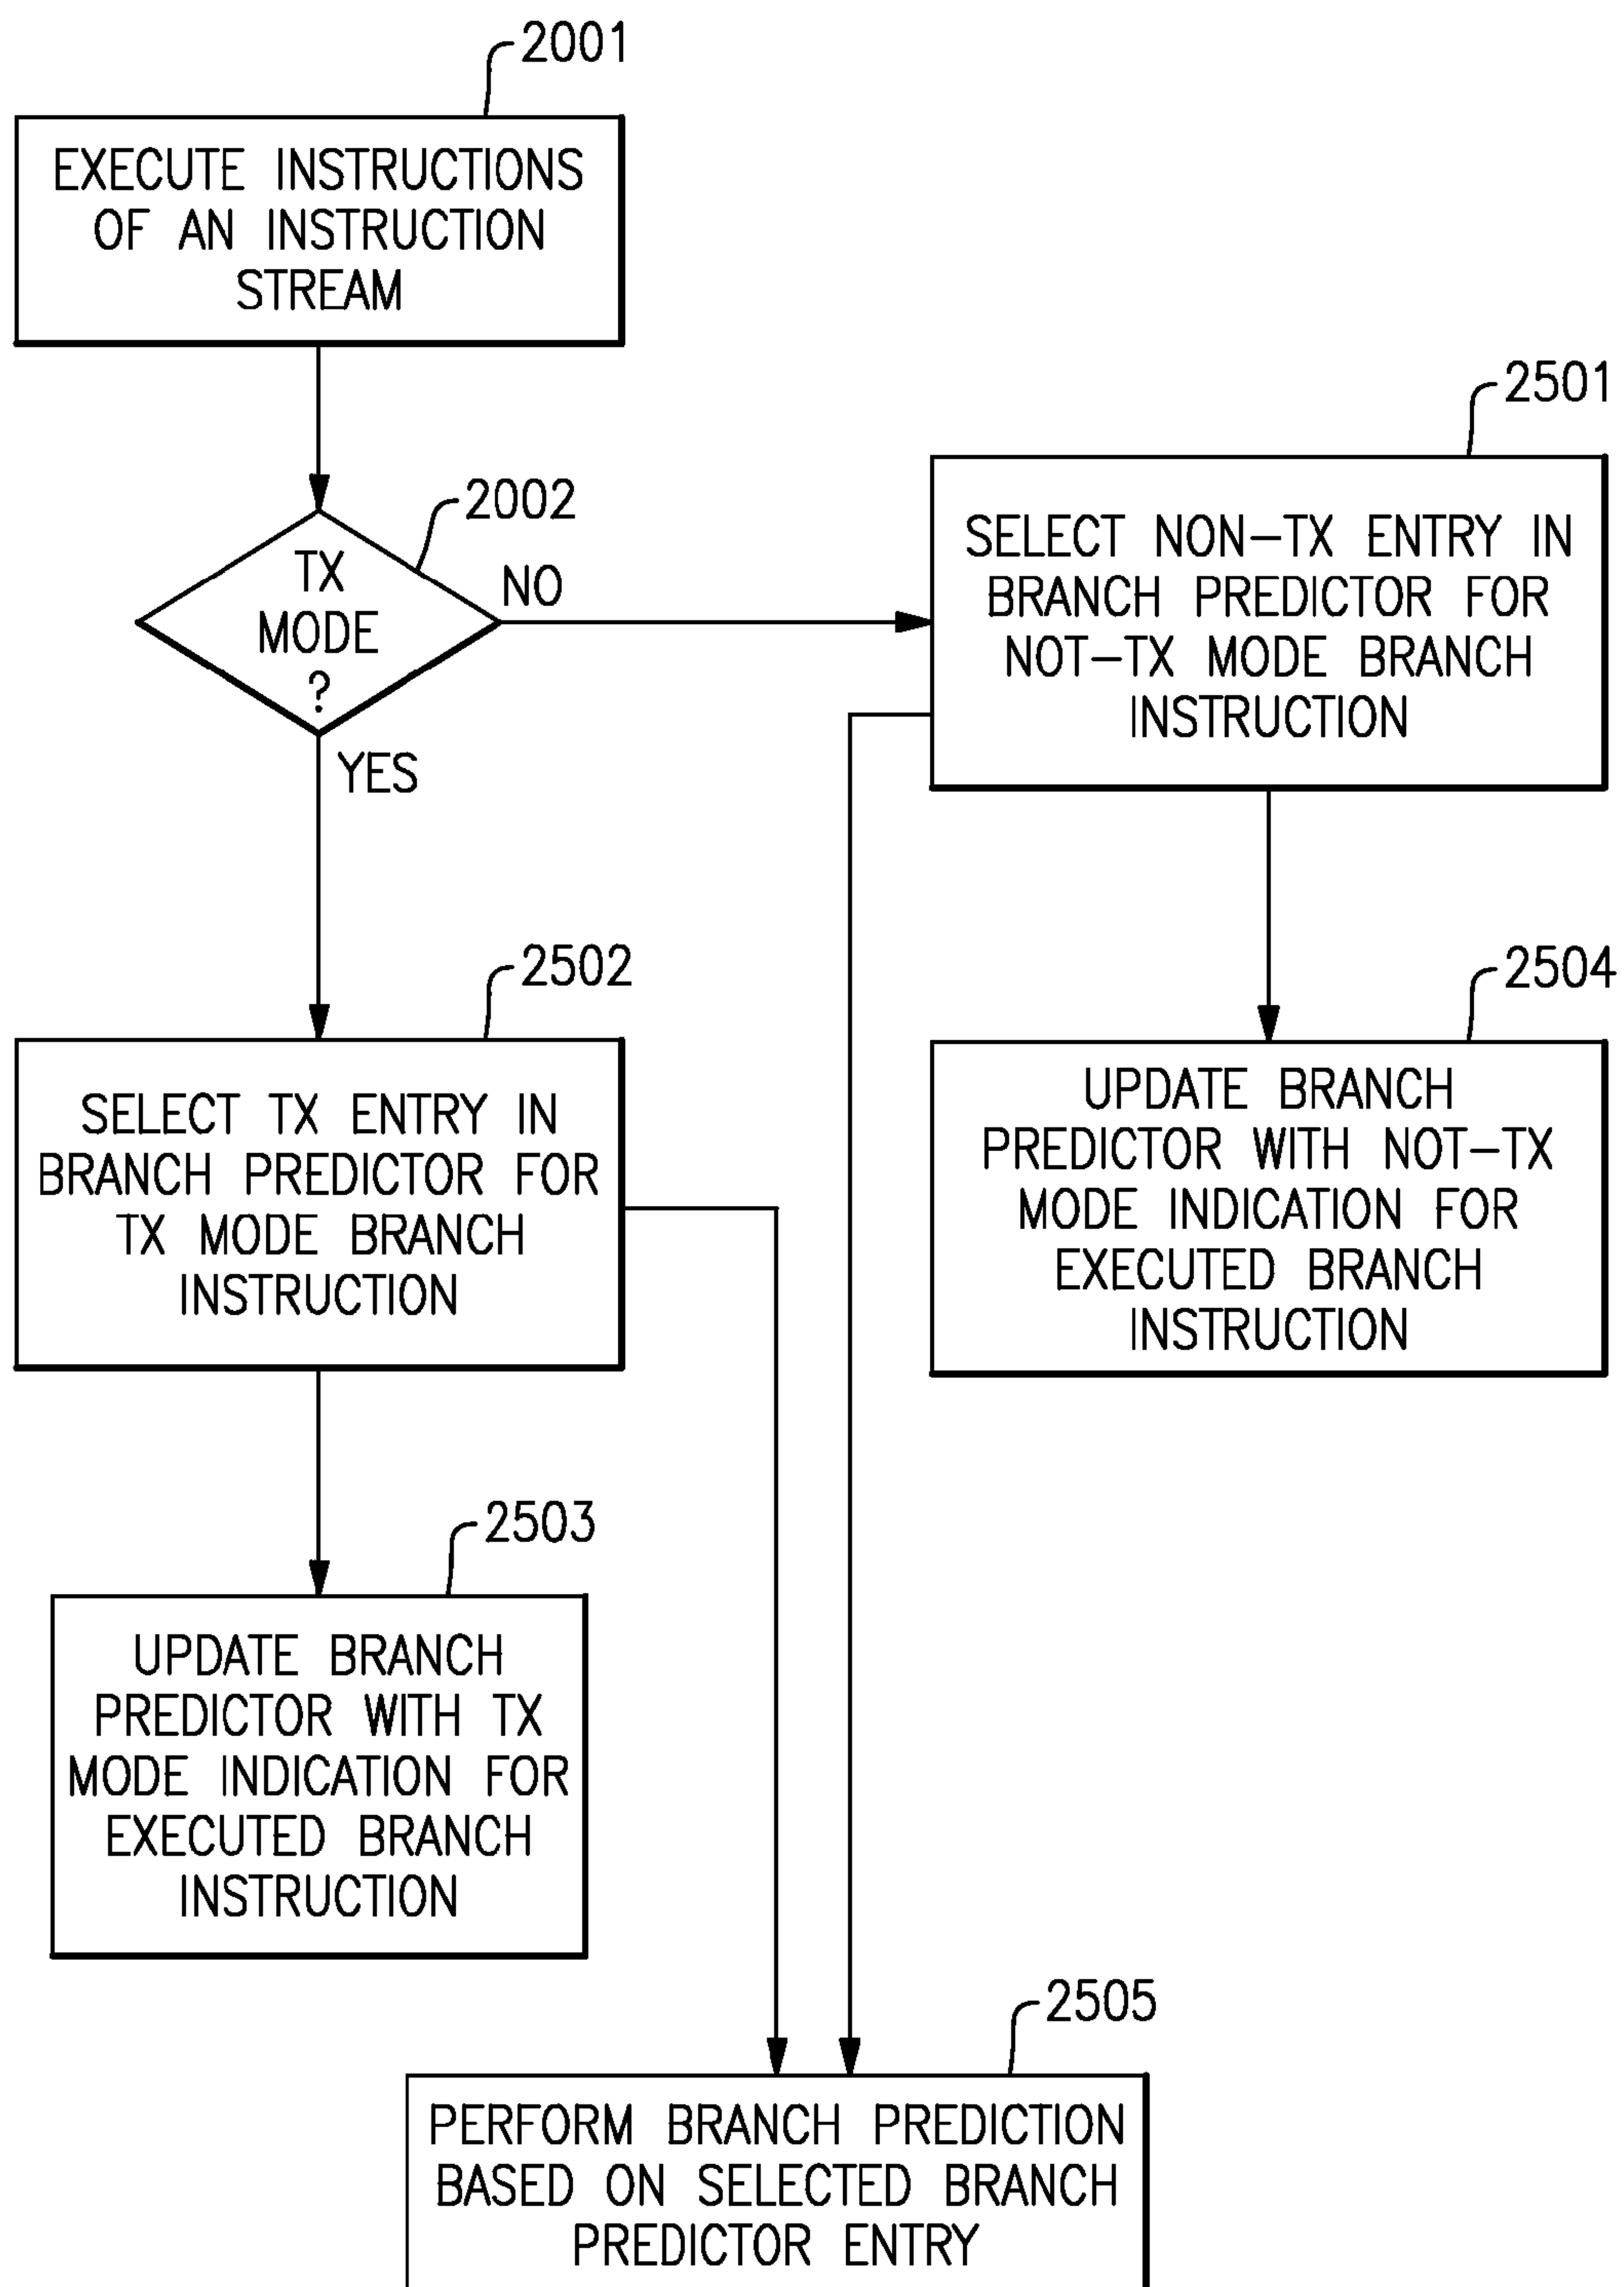 2001
EXECUTE INSTRUCTIONS
OF AN INSTRUCTION
STREAM
2002
TX
MODE
?
NO
YES
2501
SELECT NON-TX ENTRY IN
BRANCH PREDICTOR FOR
NOT-TX MODE BRANCH
INSTRUCTION
2502
SELECT TX ENTRY IN
BRANCH PREDICTOR FOR
TX MODE BRANCH
INSTRUCTION
2504
UPDATE BRANCH
PREDICTOR WITH NOT-TX
MODE INDICATION FOR
EXECUTED BRANCH
INSTRUCTION
2503
UPDATE BRANCH
PREDICTOR WITH TX
MODE INDICATION FOR
EXECUTED BRANCH
INSTRUCTION
2505
PERFORM BRANCH PREDICTION
BASED ON SELECTED BRANCH
PREDICTOR ENTRY